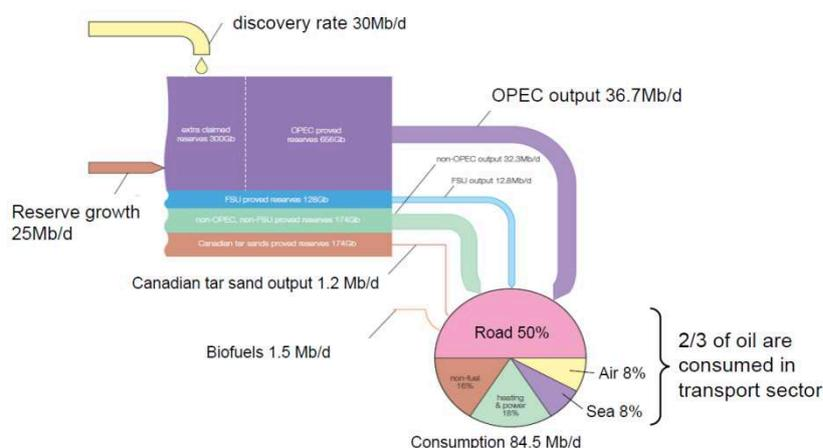 discovery rate 30Mb/d
OPEC output 36.7Mb/d
extra claimed
reserves 300Gb
OPEC proved
reserves 656Gb
non-OPEC output 32.3Mb/d
FSU output 12.8Mb/d
FSU proved reserves 128Gb
Reserve growth
25Mb/d
non-OPEC, non-FSU proved reserves 174Gb
Canadian tar sands proved reserves 174Gb
Canadian tar sand output 1.2 Mb/d
Biofuels 1.5 Mb/d
Road 50%
non-fuel
16%
heating
& power
18%
Air 8%
Sea 8%
2/3 of oil are
consumed in
transport sector
Consumption 84.5 Mb/d